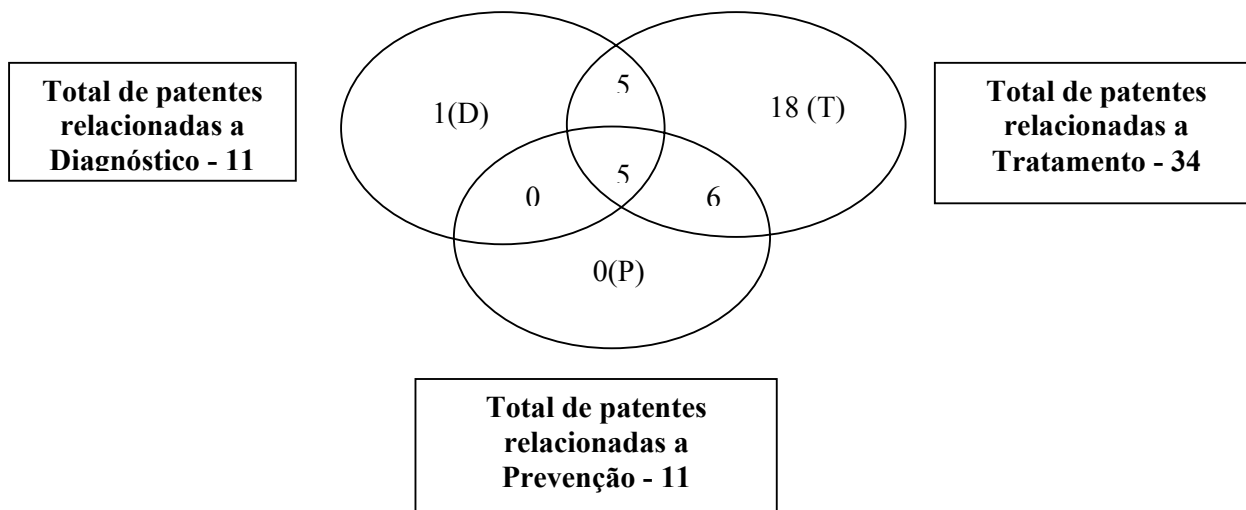 Total de patentes
relacionadas a
Diagnóstico - 11
1(D)
5
18 (T)
0
5
6
0(P)
Total de patentes
relacionadas a
Tratamento - 34
Total de patentes
relacionadas a
Prevenção - 11